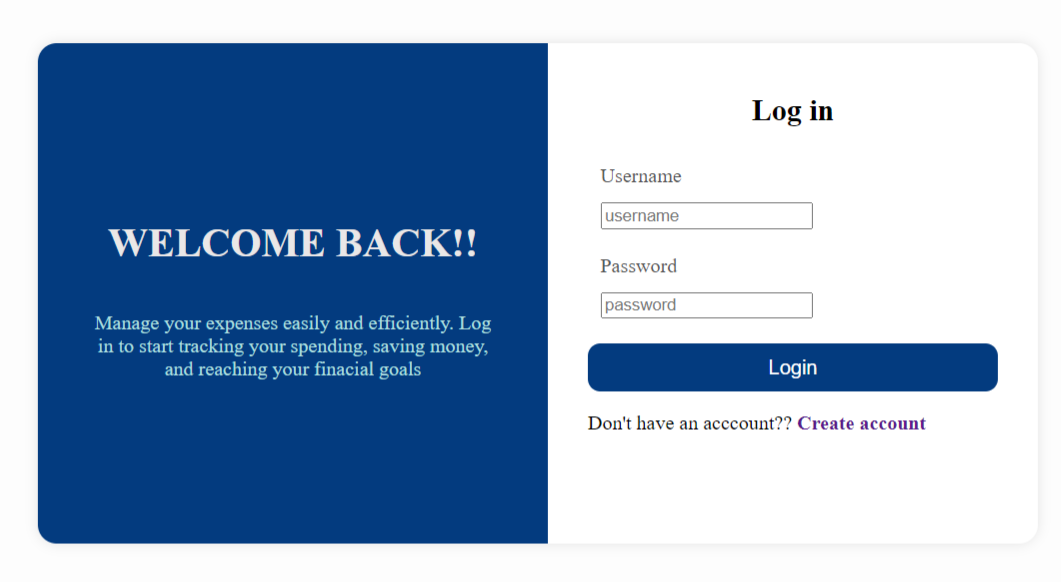 WELCOME BACK!!
Manage your expenses easily and efficiently. Log
in to start tracking your spending, saving money,
and reaching your finacial goals
Log in
Username
username
Password
password
Login
Don't have an acccount?? Create account